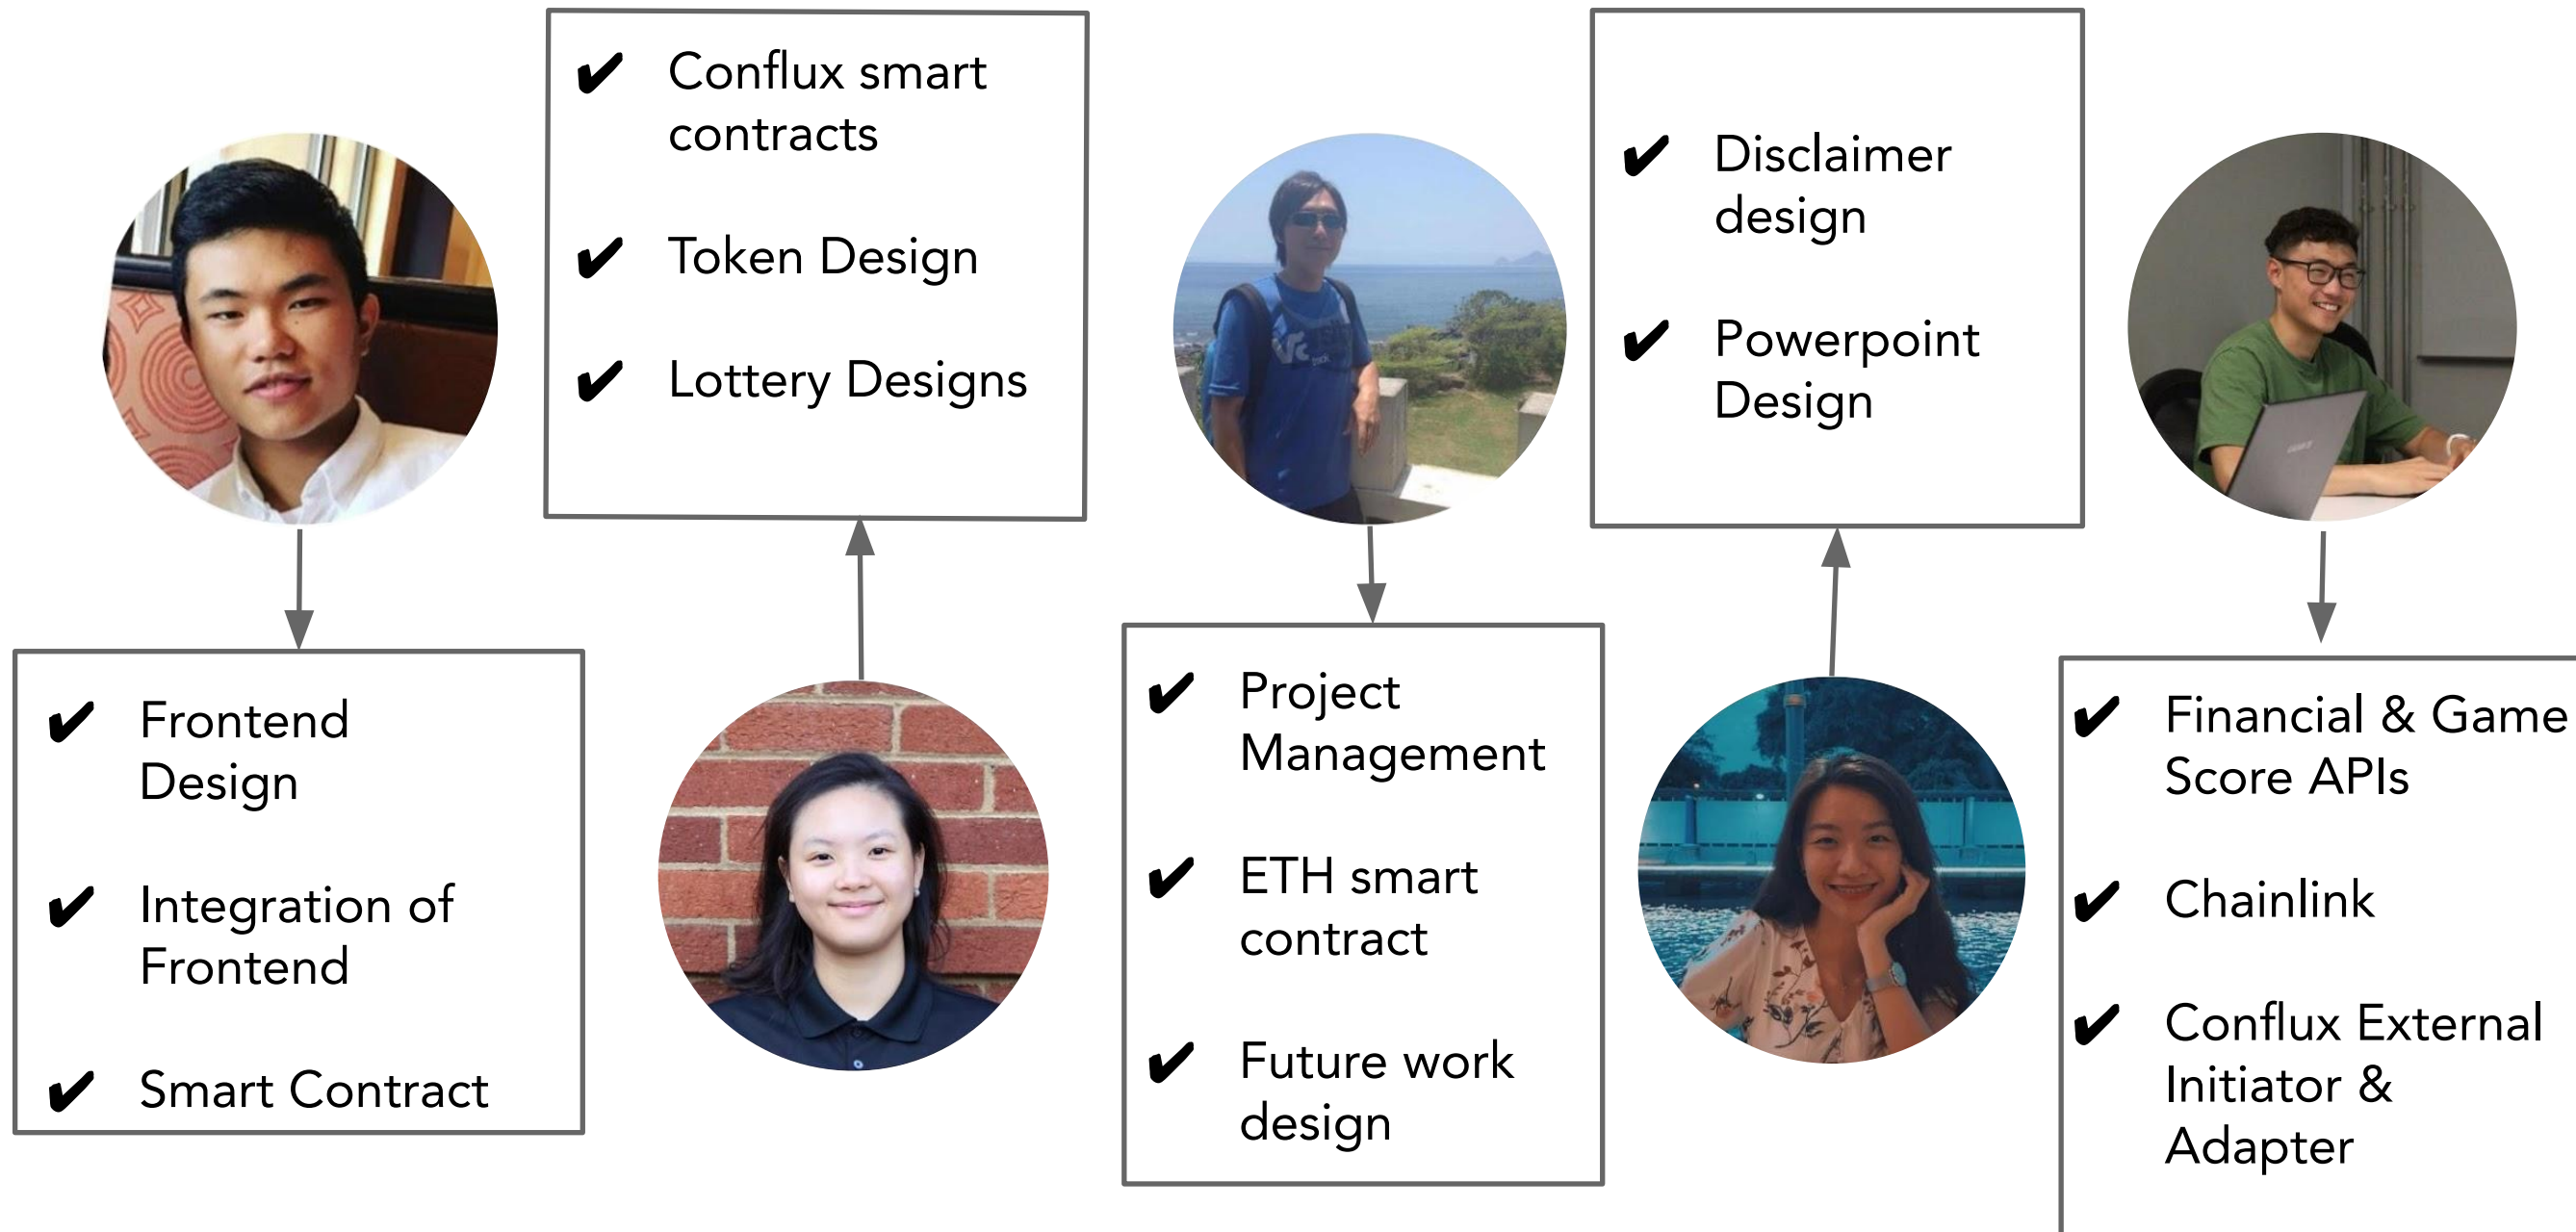 Conflux smart
contracts
Token Design
Lottery Designs
Disclaimer
design
Powerpoint
Design
Frontend
Design
Integration of
Frontend
Smart Contract
Project
Management
ETH smart
contract
Future work
design
Financial & Game
Score APIs
Chainlink
Conflux External
Initiator &
Adapter